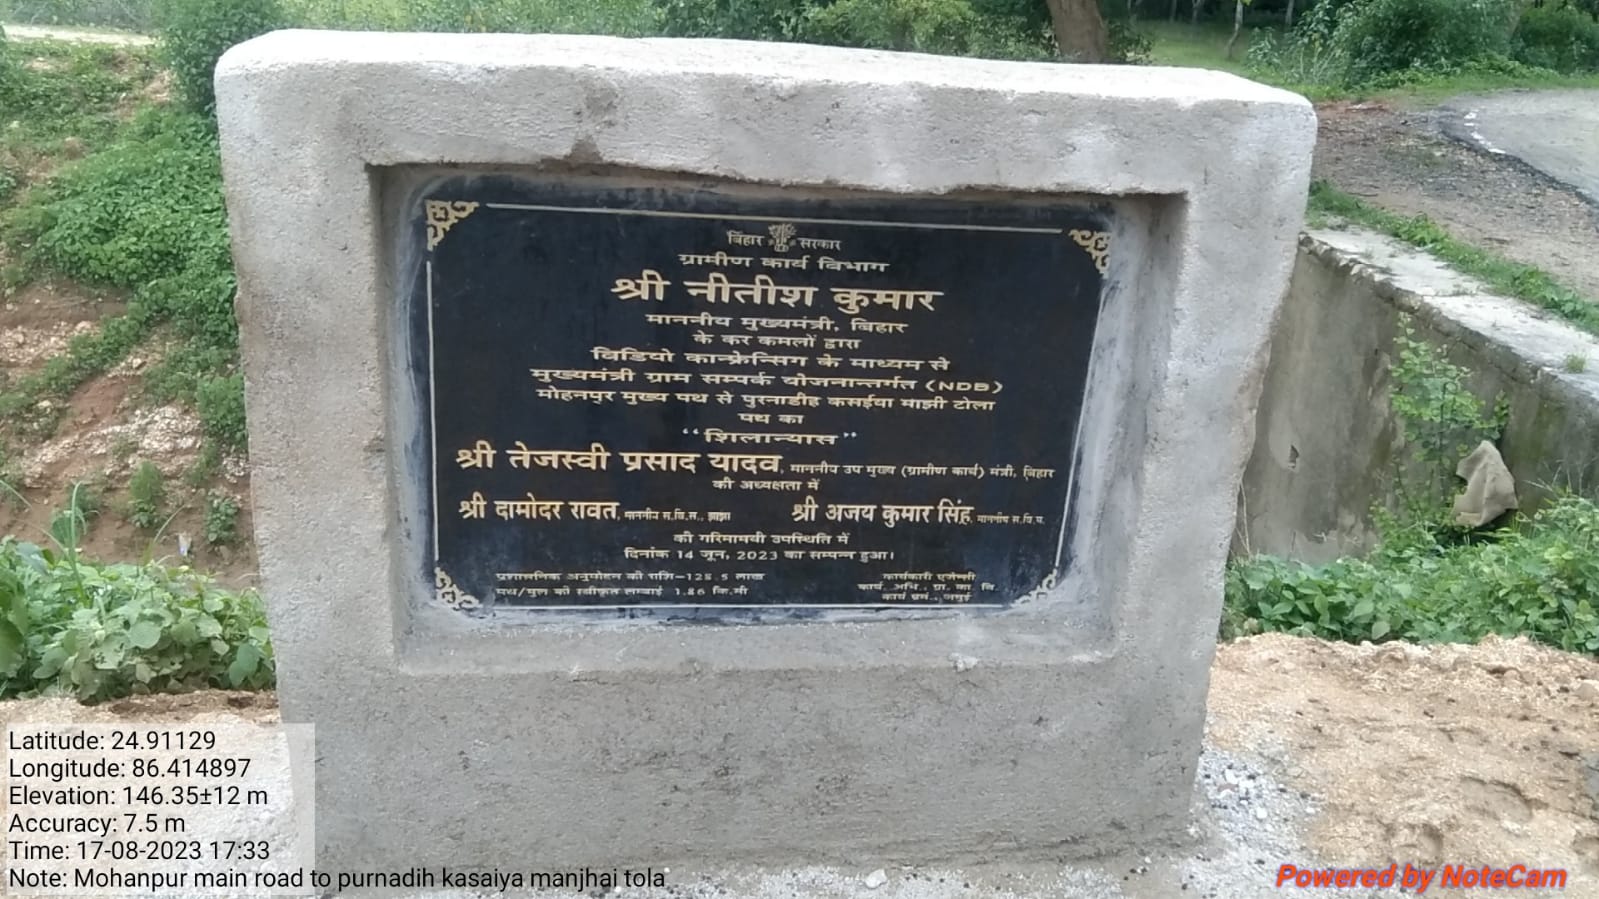 बिहार सरकार
ग्रामीण कार्य विभाग
श्री नीतीश कुमार
माननीय मुख्यमंत्री, बिहार
के कर कमलों द्वारा
विडियो कान्फ्रेन्सिग के माध्यम से
मुख्यमंत्री ग्राम सम्पर्क योजनान्तर्गत (NDB)
मोहनपुर मुख्य पथ से पुरनाडीह कसईया माझी टोला
पथ का
“शिलान्यास”
श्री तेजस्वी प्रसाद यादव, माननीय उप मुख्य (ग्रामीण कार्य) मंत्री, बिहार
की अध्यक्षता में
श्री दामोदर रावत, माननीय स.वि.स., झाझा श्री अजय कुमार सिंह, माननीय स.वि.प.
की गरिमामयी उपस्थिति में
दिनांक 14 जून, 2023 का सम्पन्न हुआ।
प्रशासनिक अनुमोदन की राशि–128.5 लाख कार्यकारी एजेन्सी
पथ/पुल की स्वीकृत लम्बाई 1.86 कि.मी कार्य. अभि. ग्रा. का. वि.
कार्य प्रमं., जमुई
Latitude: 24.91129
Longitude: 86.414897
Elevation: 146.35±12 m
Accuracy: 7.5 m
Time: 17-08-2023 17:33
Note: Mohanpur main road to purnadih kasaiya manjhai tola
Powered by NoteCam